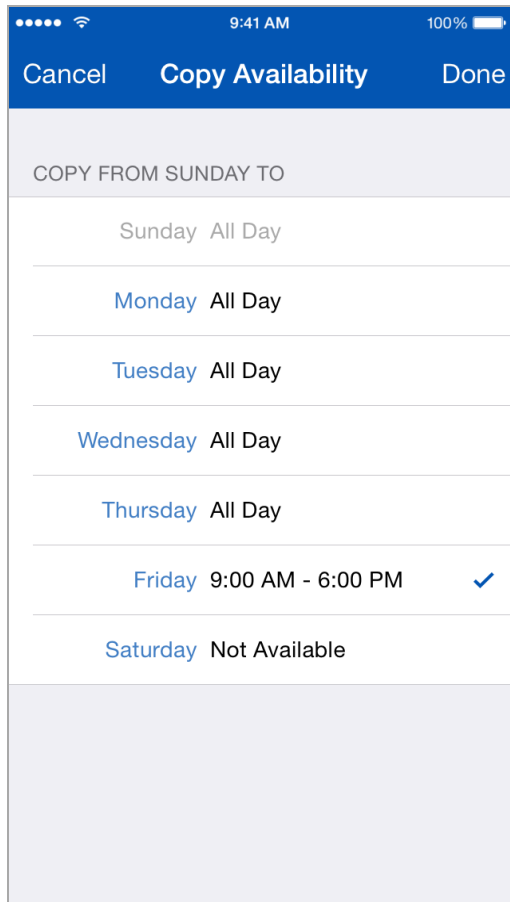 9:41 AM 100%
Cancel Copy Availability Done
COPY FROM SUNDAY TO
Sunday All Day
Monday All Day
Tuesday All Day
Wednesday All Day
Thursday All Day
Friday 9:00 AM - 6:00 PM
Saturday Not Available